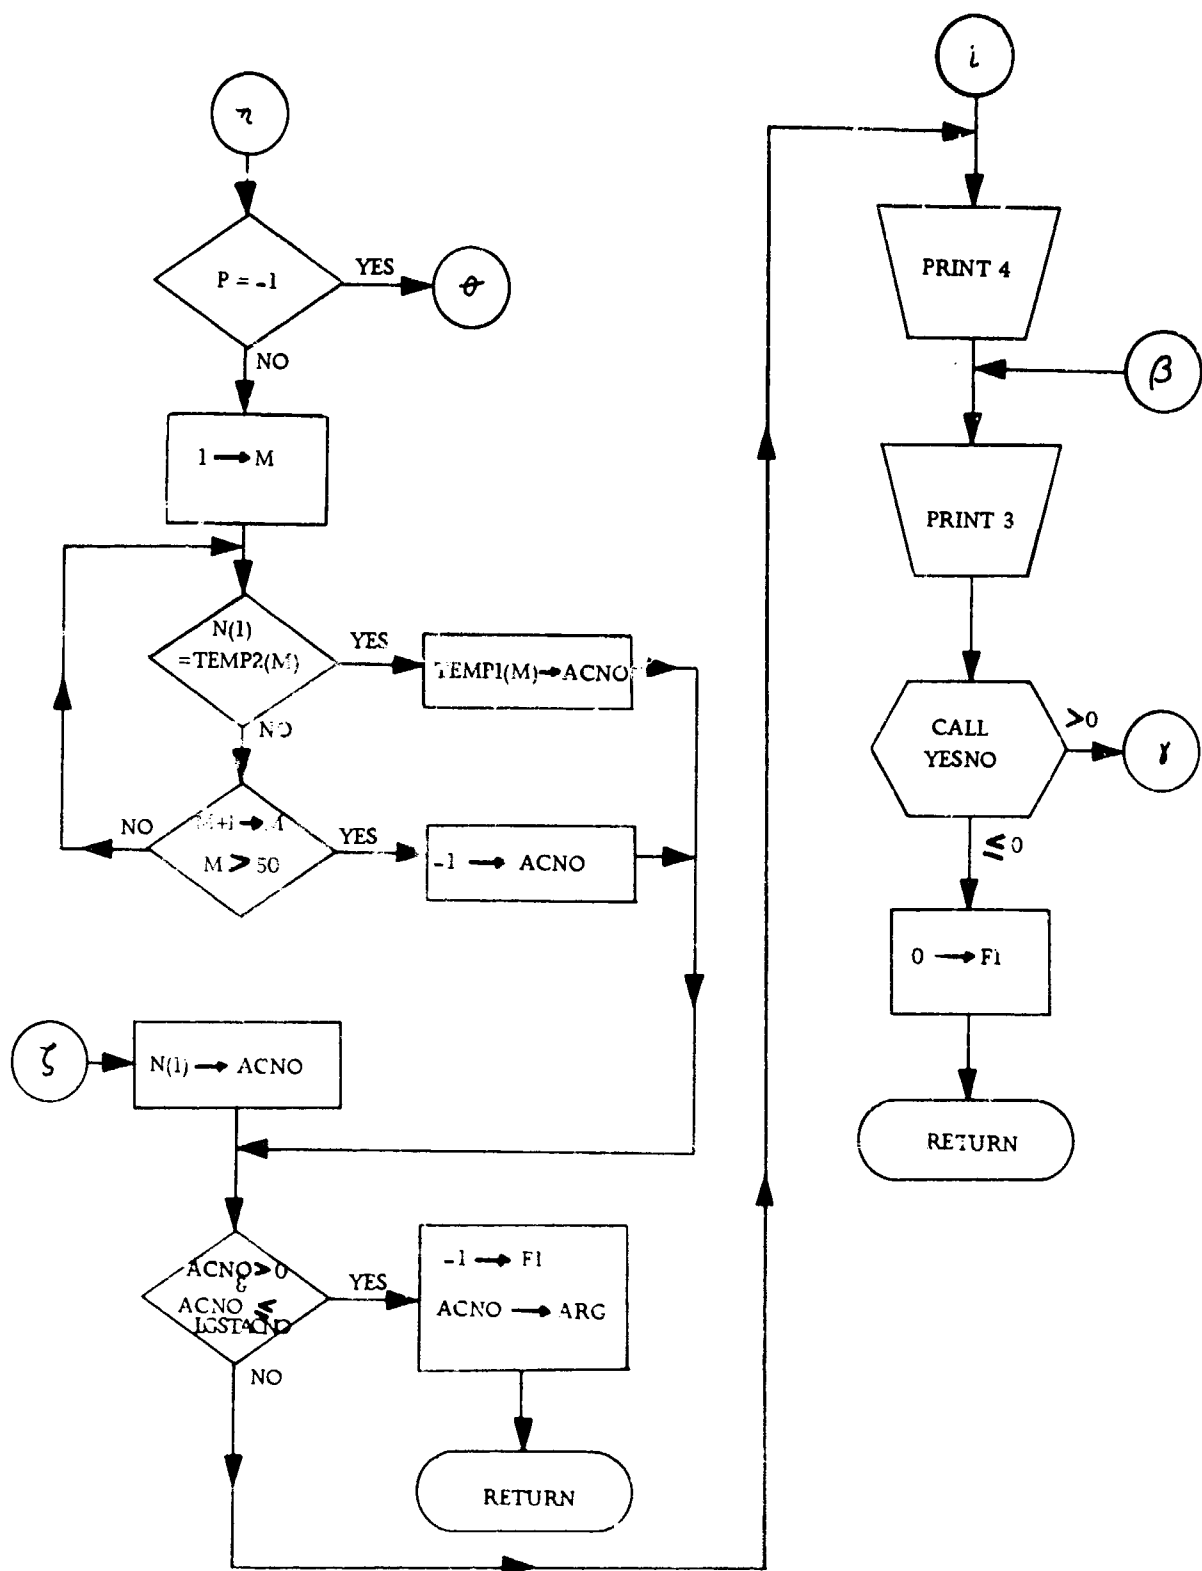 η
P = -1
YES
θ
NO
1 → M
N(1)
=TEMP2(M)
YES
TEMP1(M) → ACNO
NO
M+1 → M
M > 50
NO
YES
-1 → ACNO
ζ
N(1) → ACNO
ACNO > 0
&
ACNO ≤
LGSTACNO
YES
-1 → F1
ACNO → ARG
NO
RETURN
i
PRINT 4
β
PRINT 3
CALL
YESNO
>0
γ
≤ 0
0 → F1
RETURN